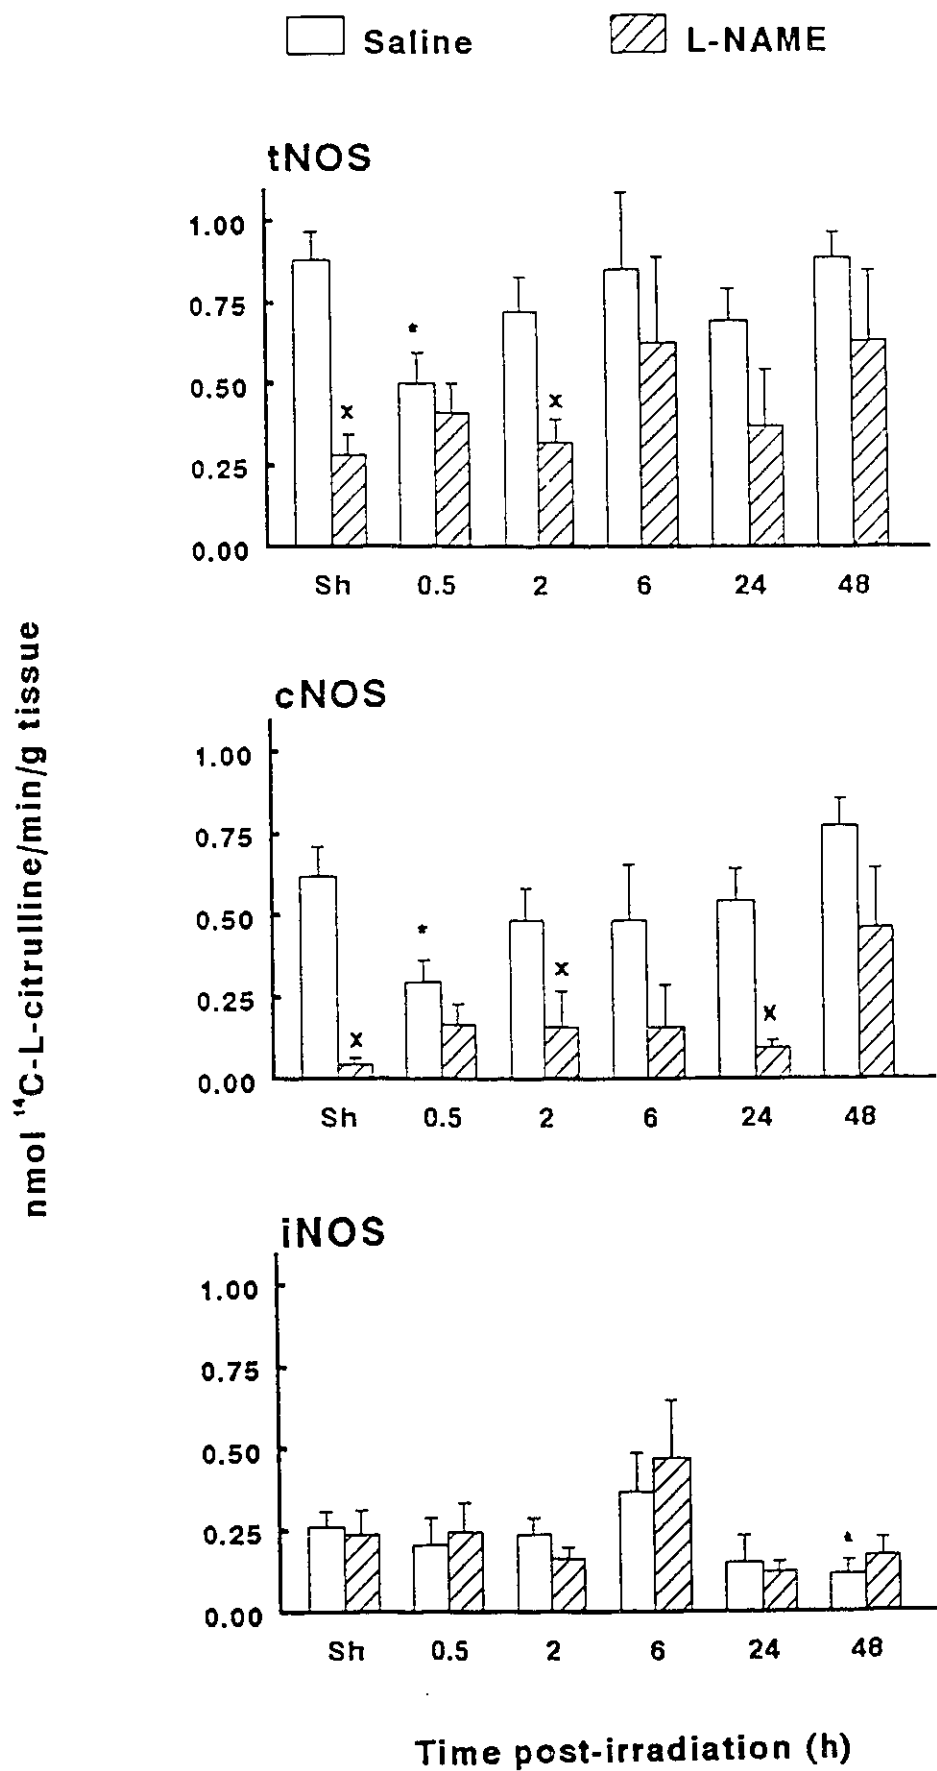 Saline L-NAME
tNOS
1.00
*
0.75
x x
0.50
0.25
0.00
Sh 0.5 2 6 24 48
cNOS
1.00
0.75
0.50
*
x
x
0.25
x
0.00
Sh 0.5 2 6 24 48
nmol ¹⁴C-L-citrulline/min/g tissue
iNOS
1.00
0.75
0.50
*
0.25
0.00
Sh 0.5 2 6 24 48
Time post-irradiation (h)